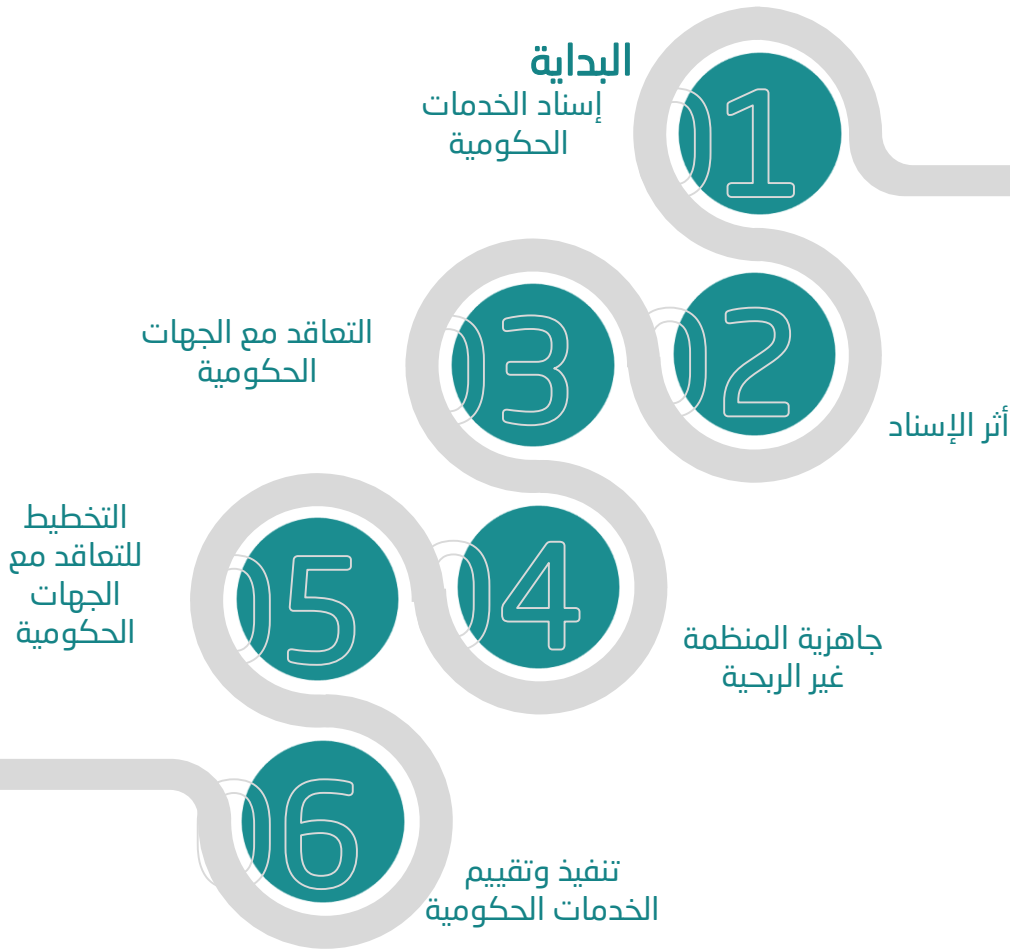 البداية
01
إسناد الخدمات
الحكومية
02
أثر الإسناد
03
التعاقد مع الجهات
الحكومية
04
جاهزية المنظمة
غير الربحية
05
التخطيط
للتعاقد مع
الجهات
الحكومية
06
تنفيذ وتقييم
الخدمات الحكومية